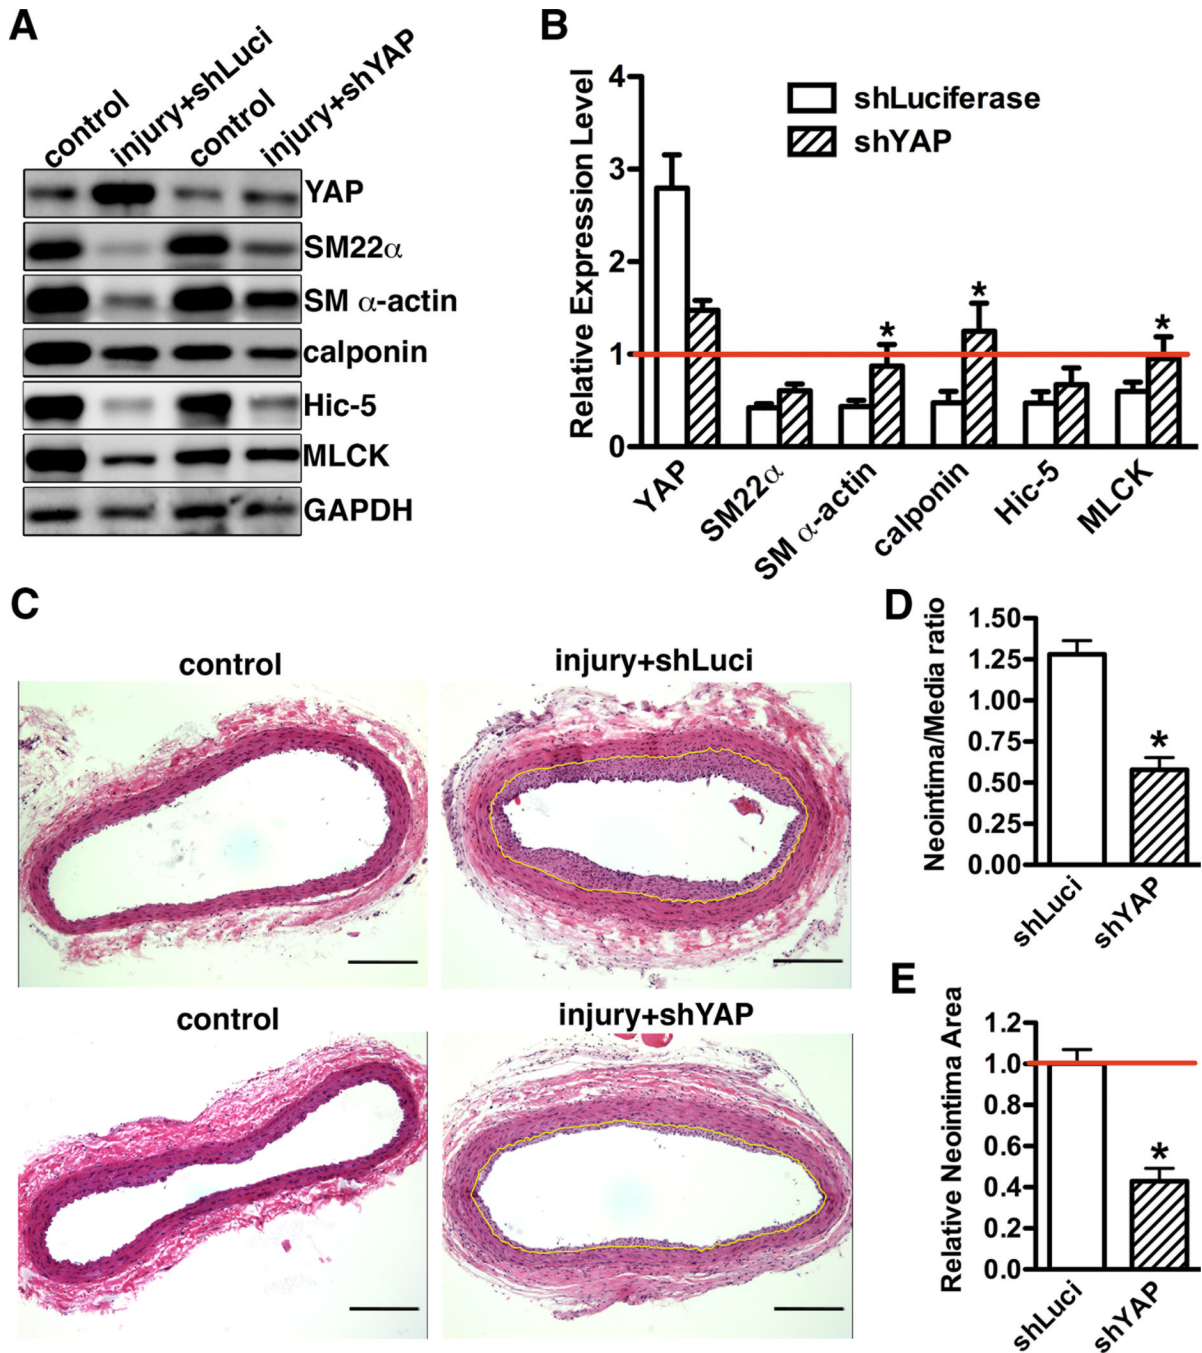 A
control
injury+shLuci
control
injury+shYAP
YAP
SM22α
SM α-actin
calponin
Hic-5
MLCK
GAPDH
B
Relative Expression Level
4
3
2
1
0
shLuciferase
shYAP
*
*
*
YAP
SM22α
SM α-actin
calponin
Hic-5
MLCK
C
control
injury+shLuci
control
injury+shYAP
D
Neointima/Media ratio
1.50
1.25
1.00
0.75
0.50
0.25
0.00
*
shLuci
shYAP
E
Relative Neointima Area
1.2
1.0
0.8
0.6
0.4
0.2
0.0
*
shLuci
shYAP